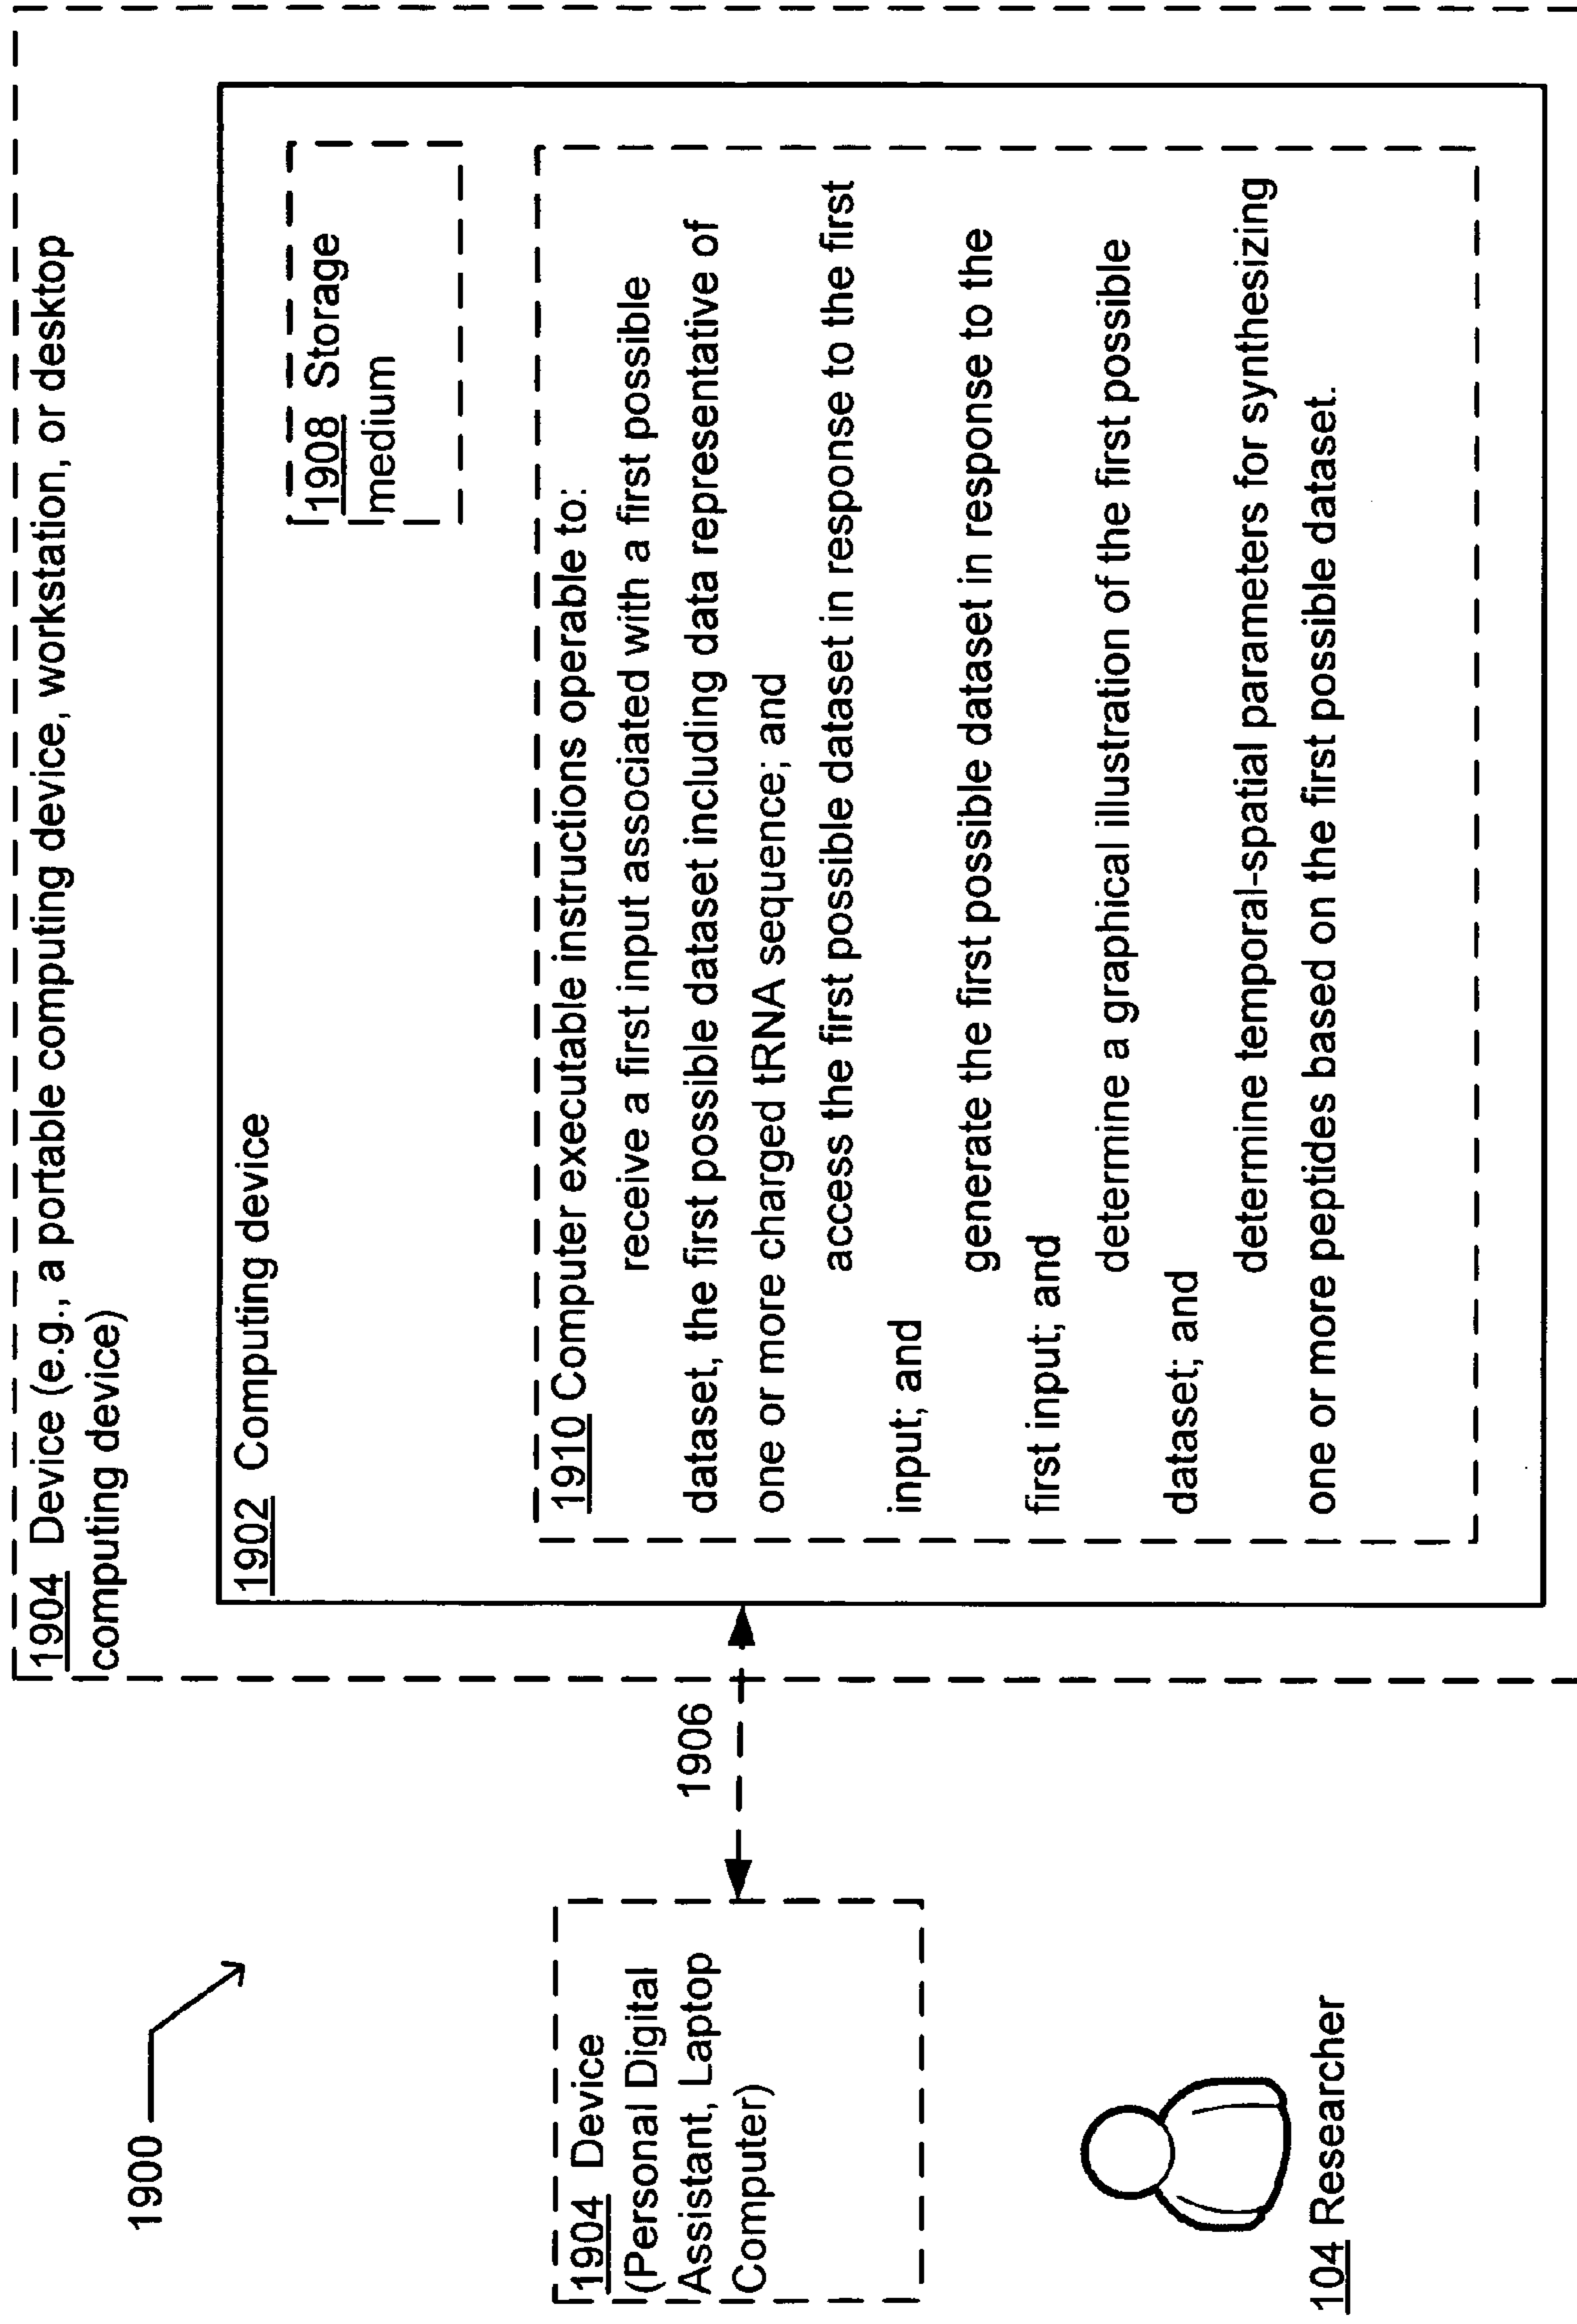 1900
1904 Device (e.g., a portable computing device, workstation, or desktop
computing device)
1902 Computing device
1908 Storage
medium
1910 Computer executable instructions operable to:
receive a first input associated with a first possible
dataset, the first possible dataset including data representative of
one or more charged tRNA sequence; and
access the first possible dataset in response to the first
input; and
generate the first possible dataset in response to the
first input; and
determine a graphical illustration of the first possible
dataset; and
determine temporal-spatial parameters for synthesizing
one or more peptides based on the first possible dataset.
1906
1904 Device
(Personal Digital
Assistant, Laptop
Computer)
104 Researcher